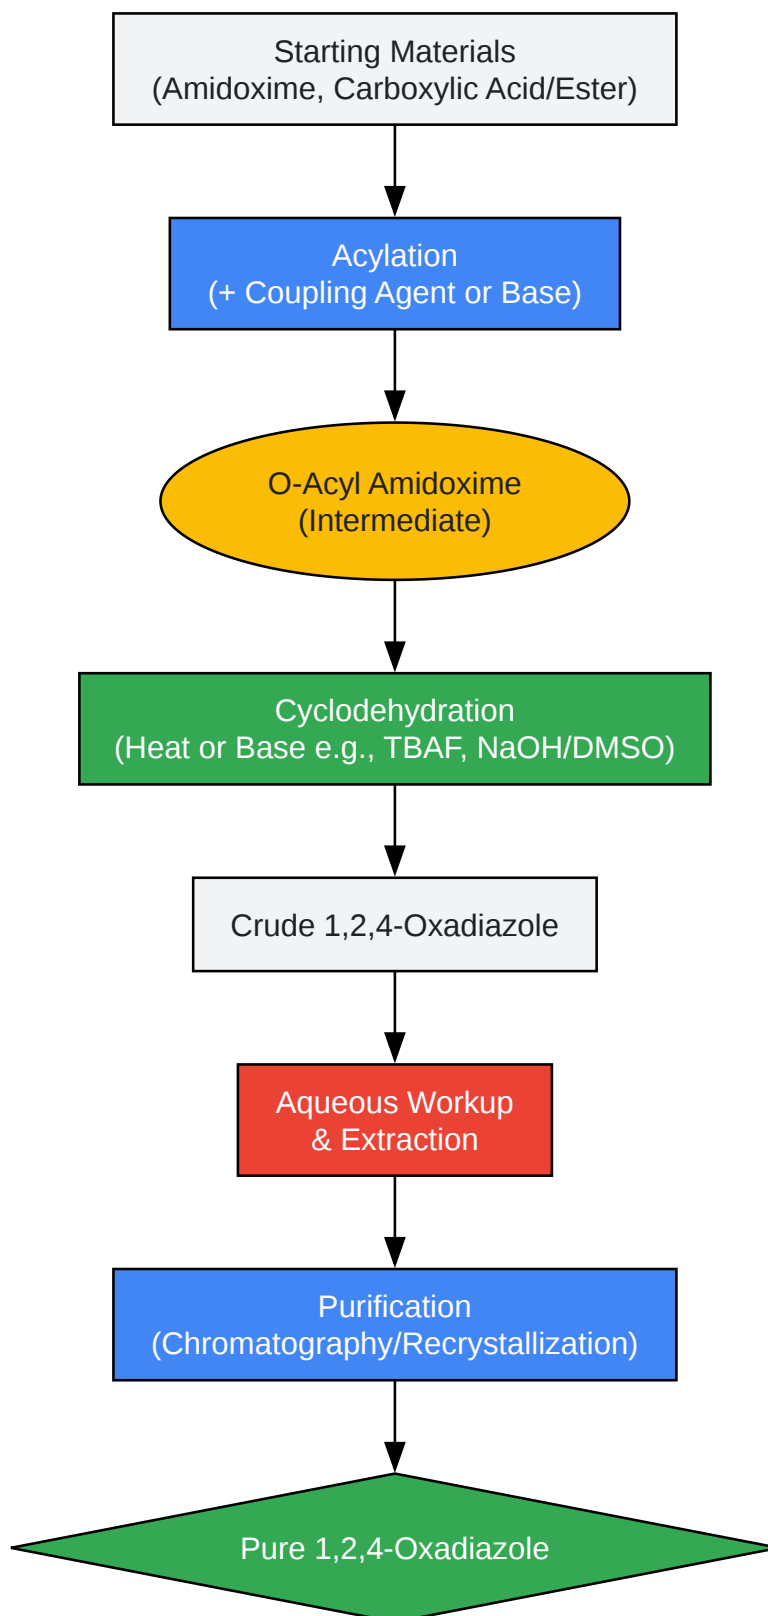 Starting Materials
(Amidoxime, Carboxylic Acid/Ester)
Acylation
(+ Coupling Agent or Base)
O-Acyl Amidoxime
(Intermediate)
Cyclodehydration
(Heat or Base e.g., TBAF, NaOH/DMSO)
Crude 1,2,4-Oxadiazole
Aqueous Workup
& Extraction
Purification
(Chromatography/Recrystallization)
Pure 1,2,4-Oxadiazole